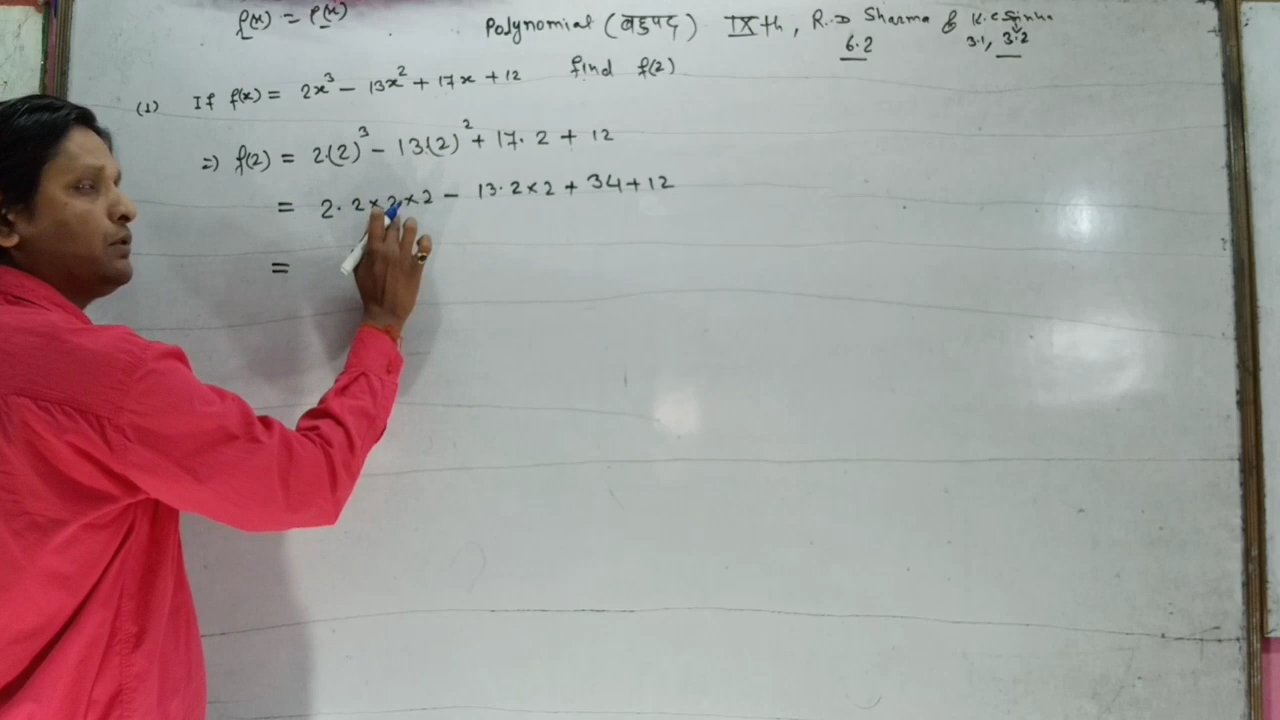 f(x) = P(x)
Polynomial (बहुपद) IXth, R.D Sharma & K.C Sinha
6.2 3.1, 3.2
(1) If f(x) = 2x³ − 13x² + 17x + 12 find f(2)
=) f(2) = 2.(2)³ − 13.(2)² + 17. 2 + 12
= 2. 2 × 2 × 2 − 13. 2 × 2 + 34 + 12
=